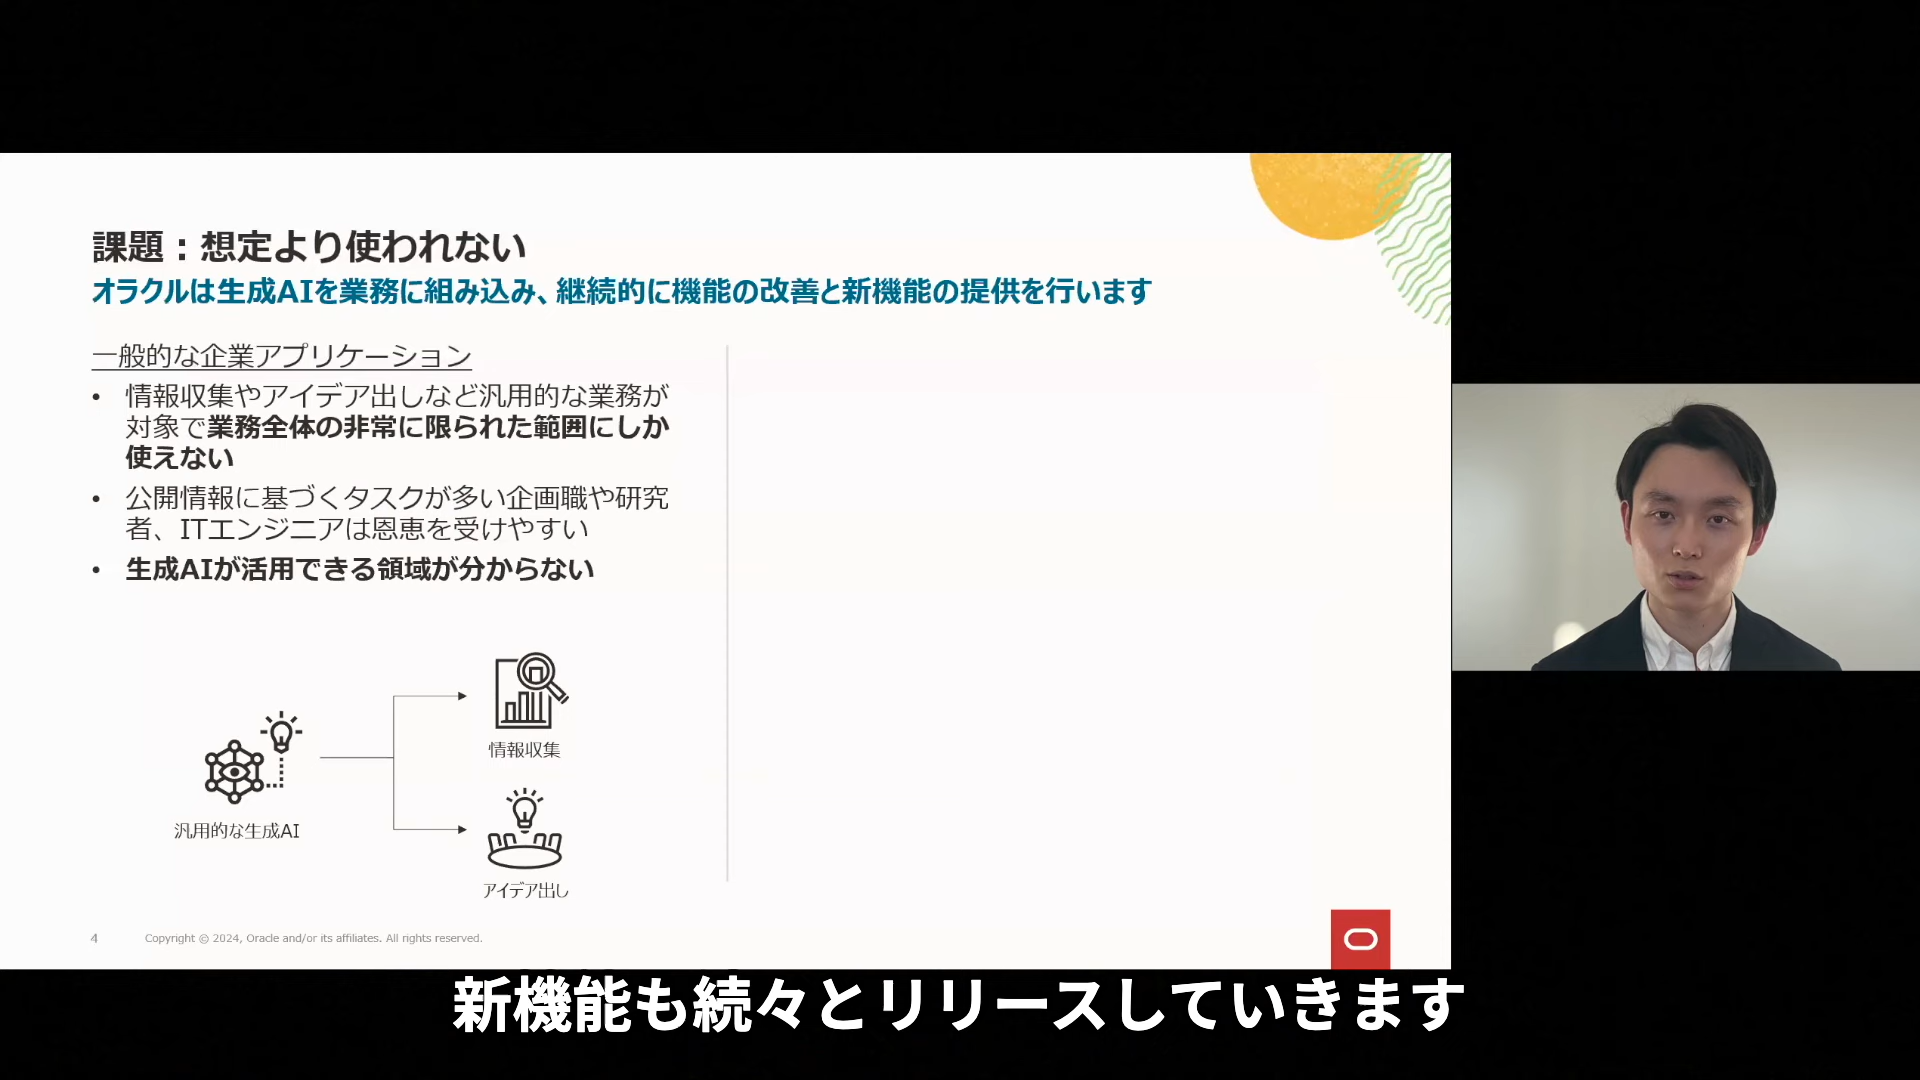 課題：想定より使われない
オラクルは生成AIを業務に組み込み、継続的に機能の改善と新機能の提供を行います
一般的な企業アプリケーション
• 情報収集やアイデア出しなど汎用的な業務が
対象で業務全体の非常に限られた範囲にしか
使えない
• 公開情報に基づくタスクが多い企画職や研究
者、ITエンジニアは恩恵を受けやすい
• 生成AIが活用できる領域が分からない
情報収集
汎用的な生成AI
アイデア出し
4 Copyright © 2024, Oracle and/or its affiliates. All rights reserved.
新機能も続々とリリースしていきます